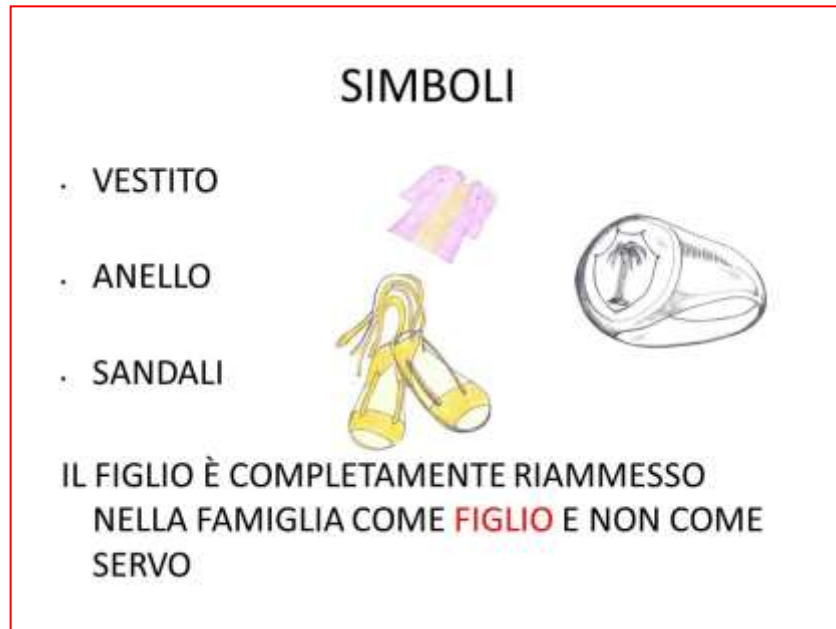 SIMBOLI
• VESTITO
• ANELLO
• SANDALI
IL FIGLIO È COMPLETAMENTE RIAMMESSO
NELLA FAMIGLIA COME FIGLIO E NON COME
SERVO